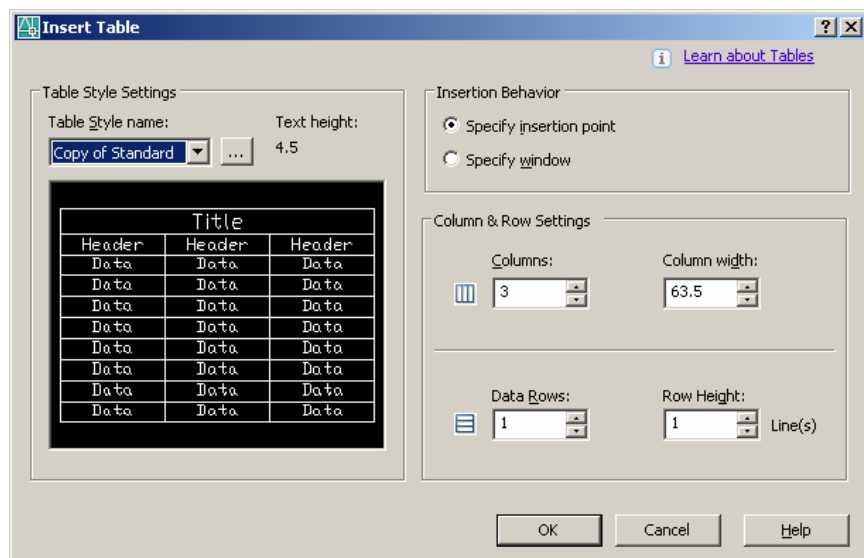 Insert Table
Learn about Tables
Table Style Settings
Table Style name:
Text height:
Copy of Standard
...
4.5
Title
Header Header Header
Data Data Data
Data Data Data
Data Data Data
Data Data Data
Data Data Data
Data Data Data
Data Data Data
Data Data Data
Insertion Behavior
Specify insertion point
Specify window
Column & Row Settings
Columns:
Column width:
3
63.5
Data Rows:
Row Height:
1
1
Line(s)
OK
Cancel
Help